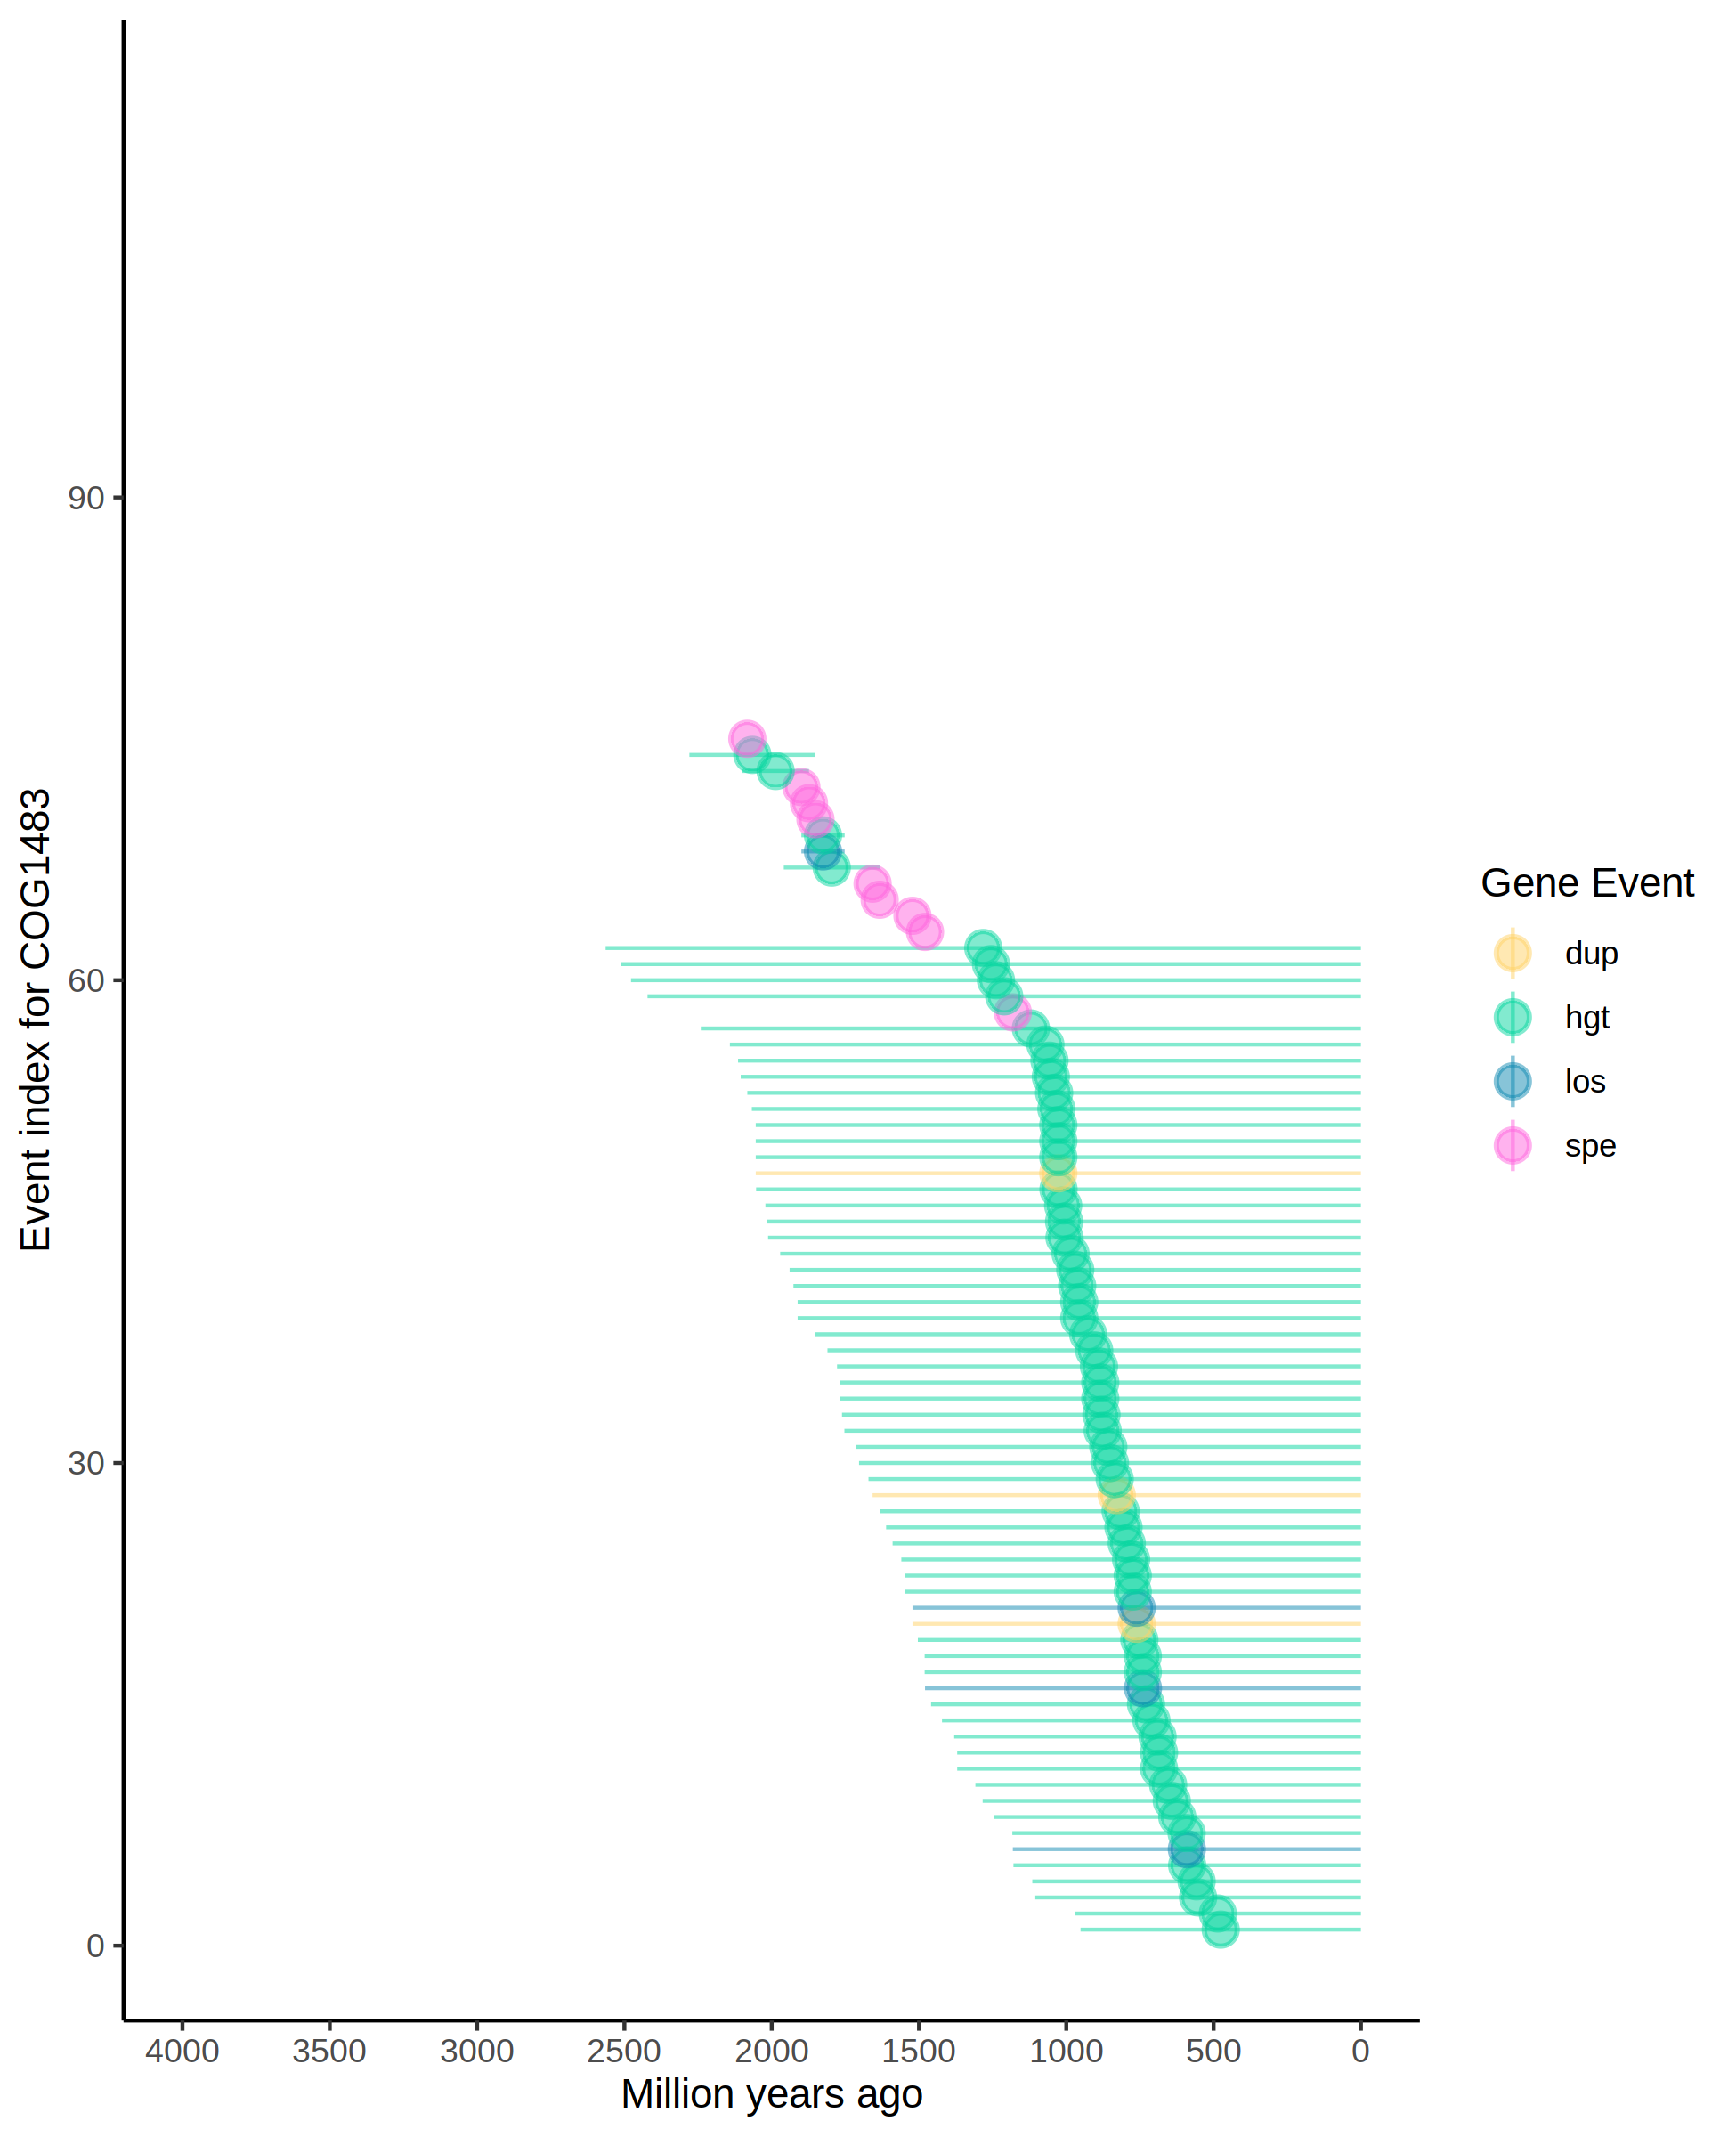 Event index for COG1483
90
60
30
0
4000 3500 3000 2500 2000 1500 1000 500 0
Million years ago
Gene Event
dup
hgt
los
spe